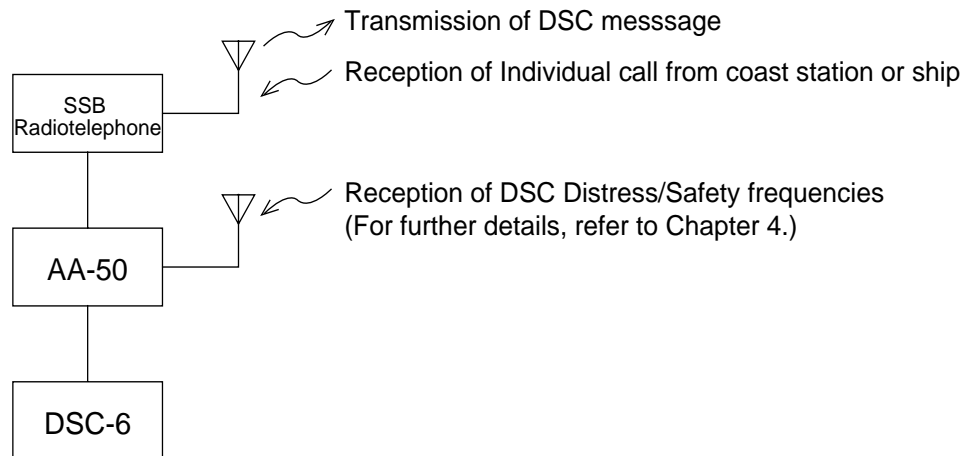 Transmission of DSC messsage
Reception of Individual call from coast station or ship
SSB
Radiotelephone
Reception of DSC Distress/Safety frequencies
(For further details, refer to Chapter 4.)
AA-50
DSC-6